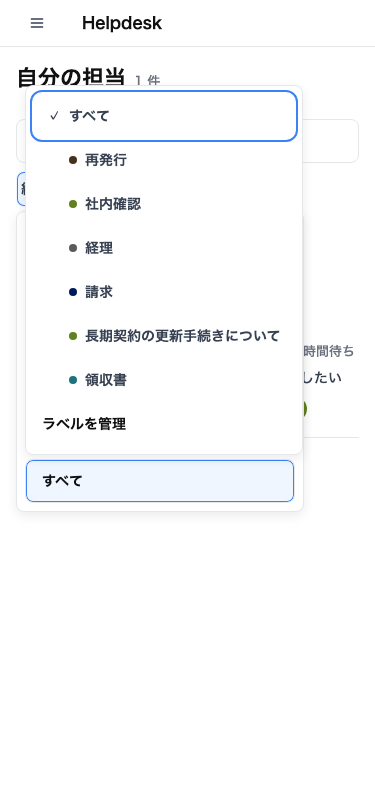 Helpdesk
自分の担当 1 件
✓ すべて
再発行
社内確認
経理
請求
長期契約の更新手続きについて
時間待ち
領収書
したい
ラベルを管理
すべて